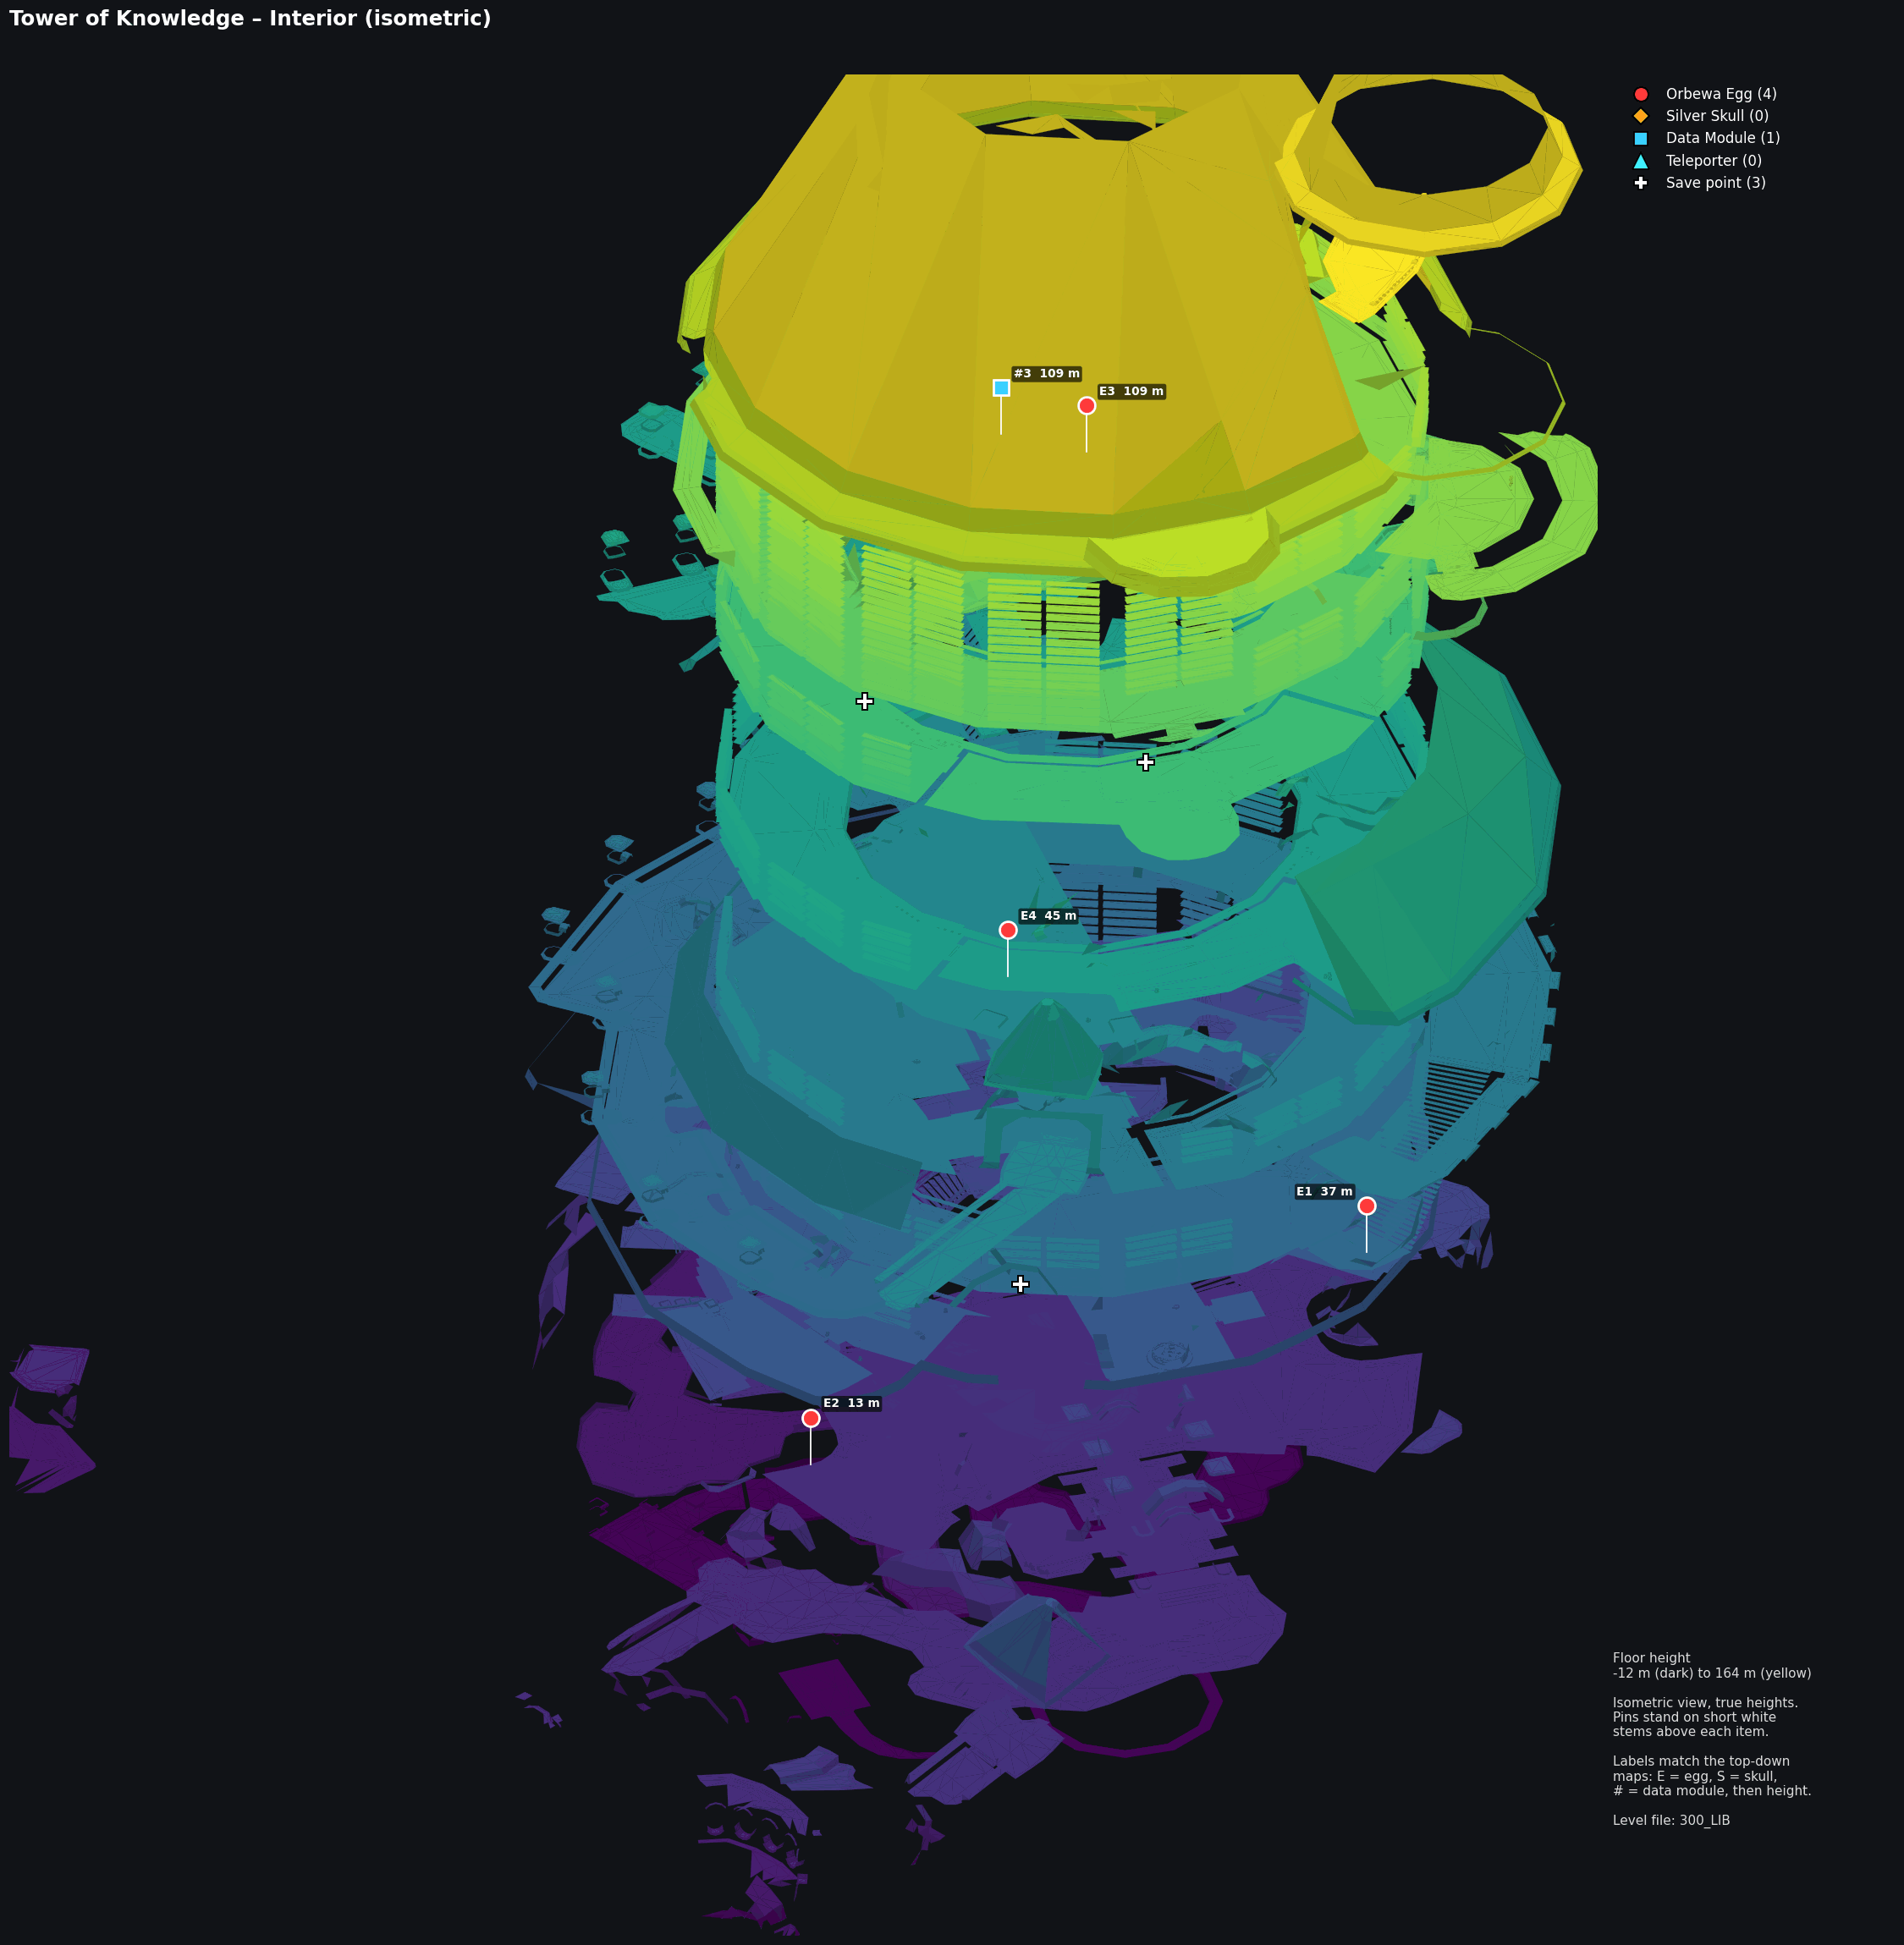 Tower of Knowledge – Interior (isometric)
Orbewa Egg (4)
Silver Skull (0)
Data Module (1)
Teleporter (0)
Save point (3)
#3 109 m
E3 109 m
E4 45 m
E1 37 m
E2 13 m
Floor height
-12 m (dark) to 164 m (yellow)
Isometric view, true heights.
Pins stand on short white
stems above each item.
Labels match the top-down
maps: E = egg, S = skull,
# = data module, then height.
Level file: 300_LIB